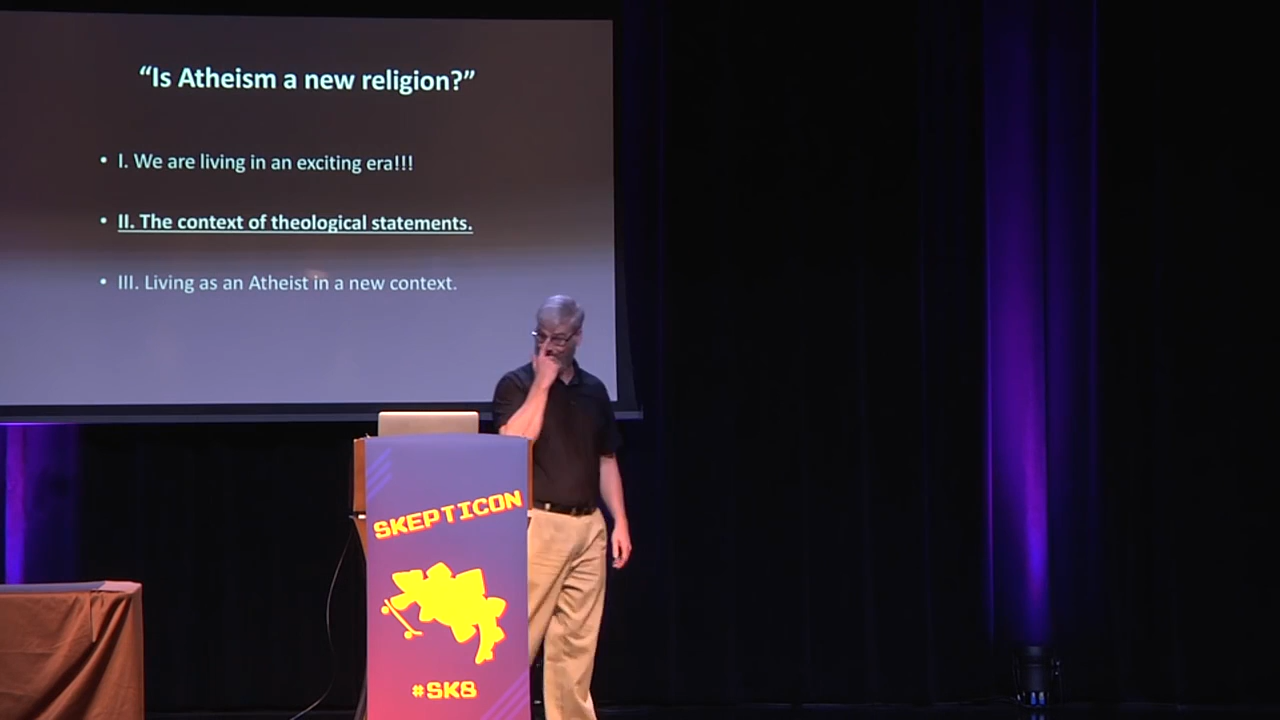 “Is Atheism a new religion?”
• I. We are living in an exciting era!!!
• II. The context of theological statements.
• III. Living as an Atheist in a new context.
SKEPTICON
#SK8